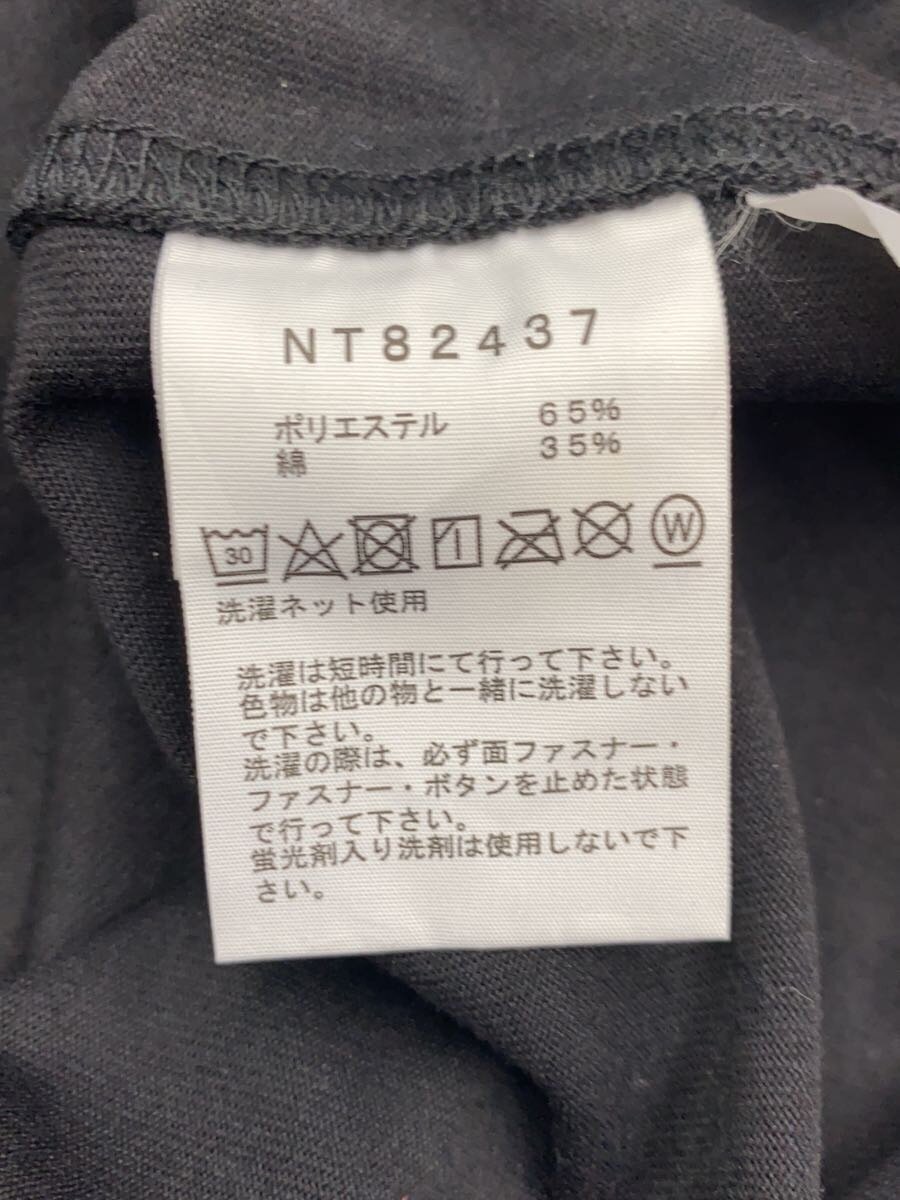 NT82437
ポリエステル 65%
綿 35%
30
W
洗濯ネット使用
洗濯は短時間にて行って下さい。
色物は他の物と一緒に洗濯しない
で下さい。
洗濯の際は、必ず面ファスナー・
ファスナー・ボタンを止めた状態
で行って下さい。
蛍光剤入り洗剤は使用しないで下
さい。